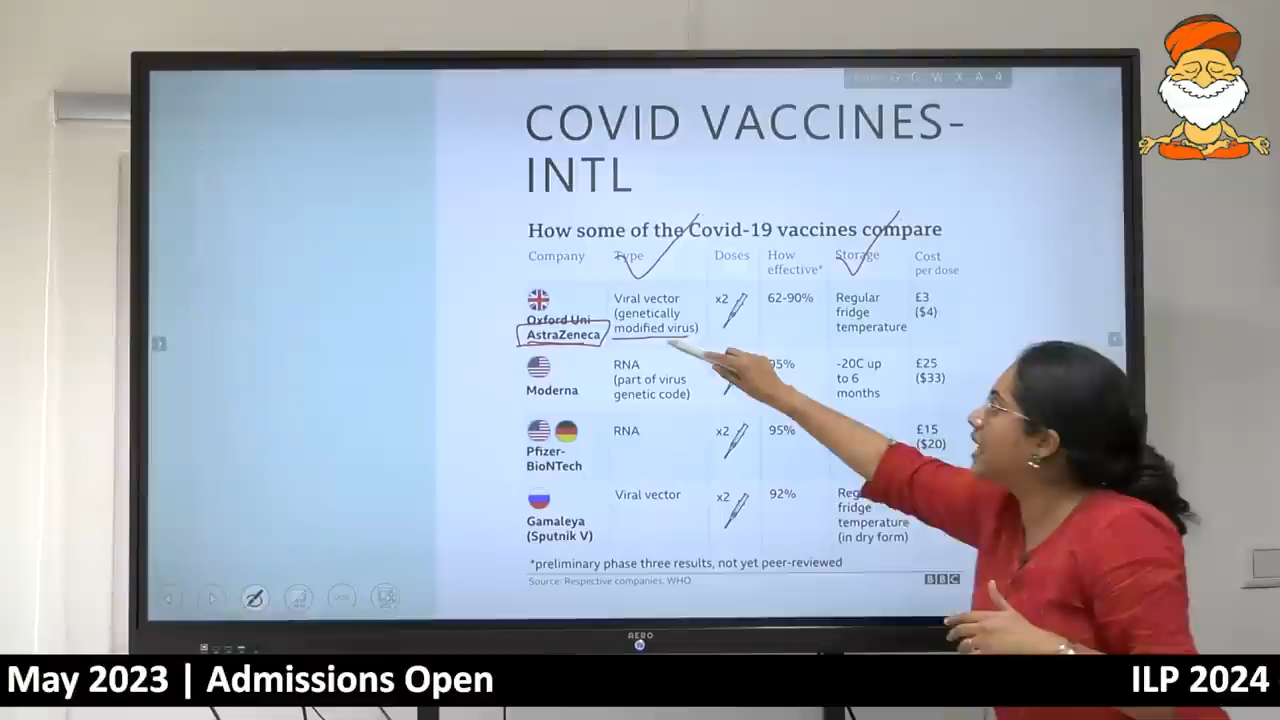 COVID VACCINES-
INTL
How some of the Covid-19 vaccines compare
Company Type Doses How effective* Storage Cost per dose
Oxford Uni
AstraZeneca
Viral vector
(genetically
modified virus)
x2
62-90%
Regular
fridge
temperature
£3
($4)
Moderna
RNA
(part of virus
genetic code)
95%
-20C up
to 6
months
£25
($33)
Pfizer-
BioNTech
RNA
x2
95%
£15
($20)
Gamaleya
(Sputnik V)
Viral vector
x2
92%
fridge
temperature
(in dry form)
*preliminary phase three results, not yet peer-reviewed
Source: Respective companies, WHO
BBC
AERO
May 2023 | Admissions Open
ILP 2024